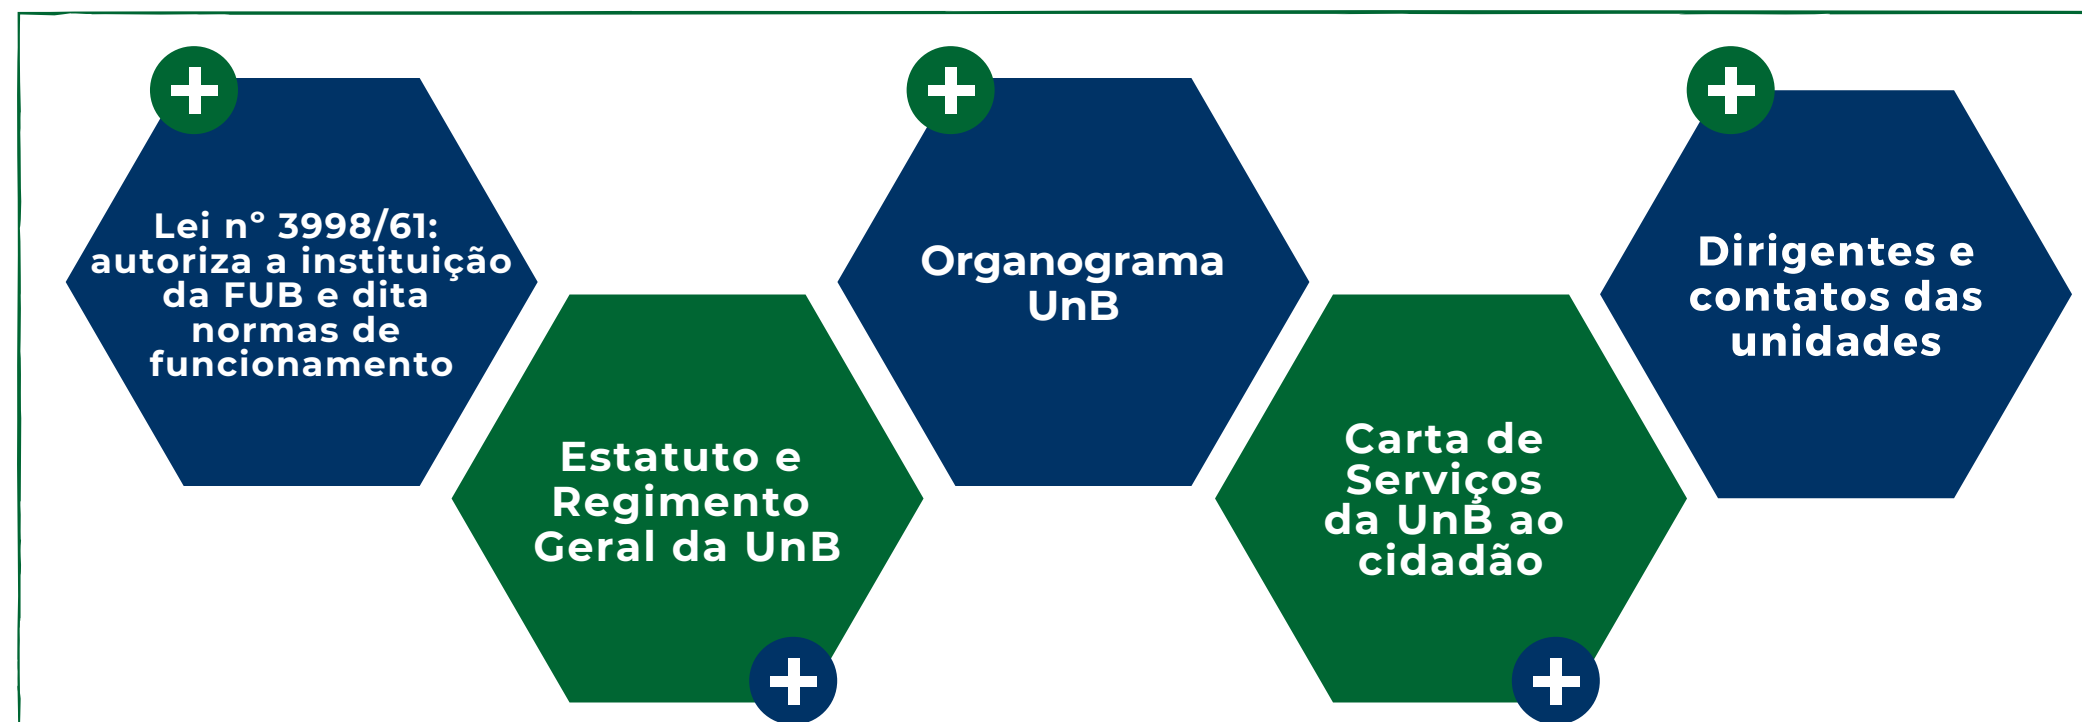 Lei nº 3998/61:
autoriza a instituição
da FUB e dita
normas de
funcionamento
Estatuto e
Regimento
Geral da UnB
Organograma
UnB
Carta de
Serviços
da UnB ao
cidadão
Dirigentes e
contatos das
unidades